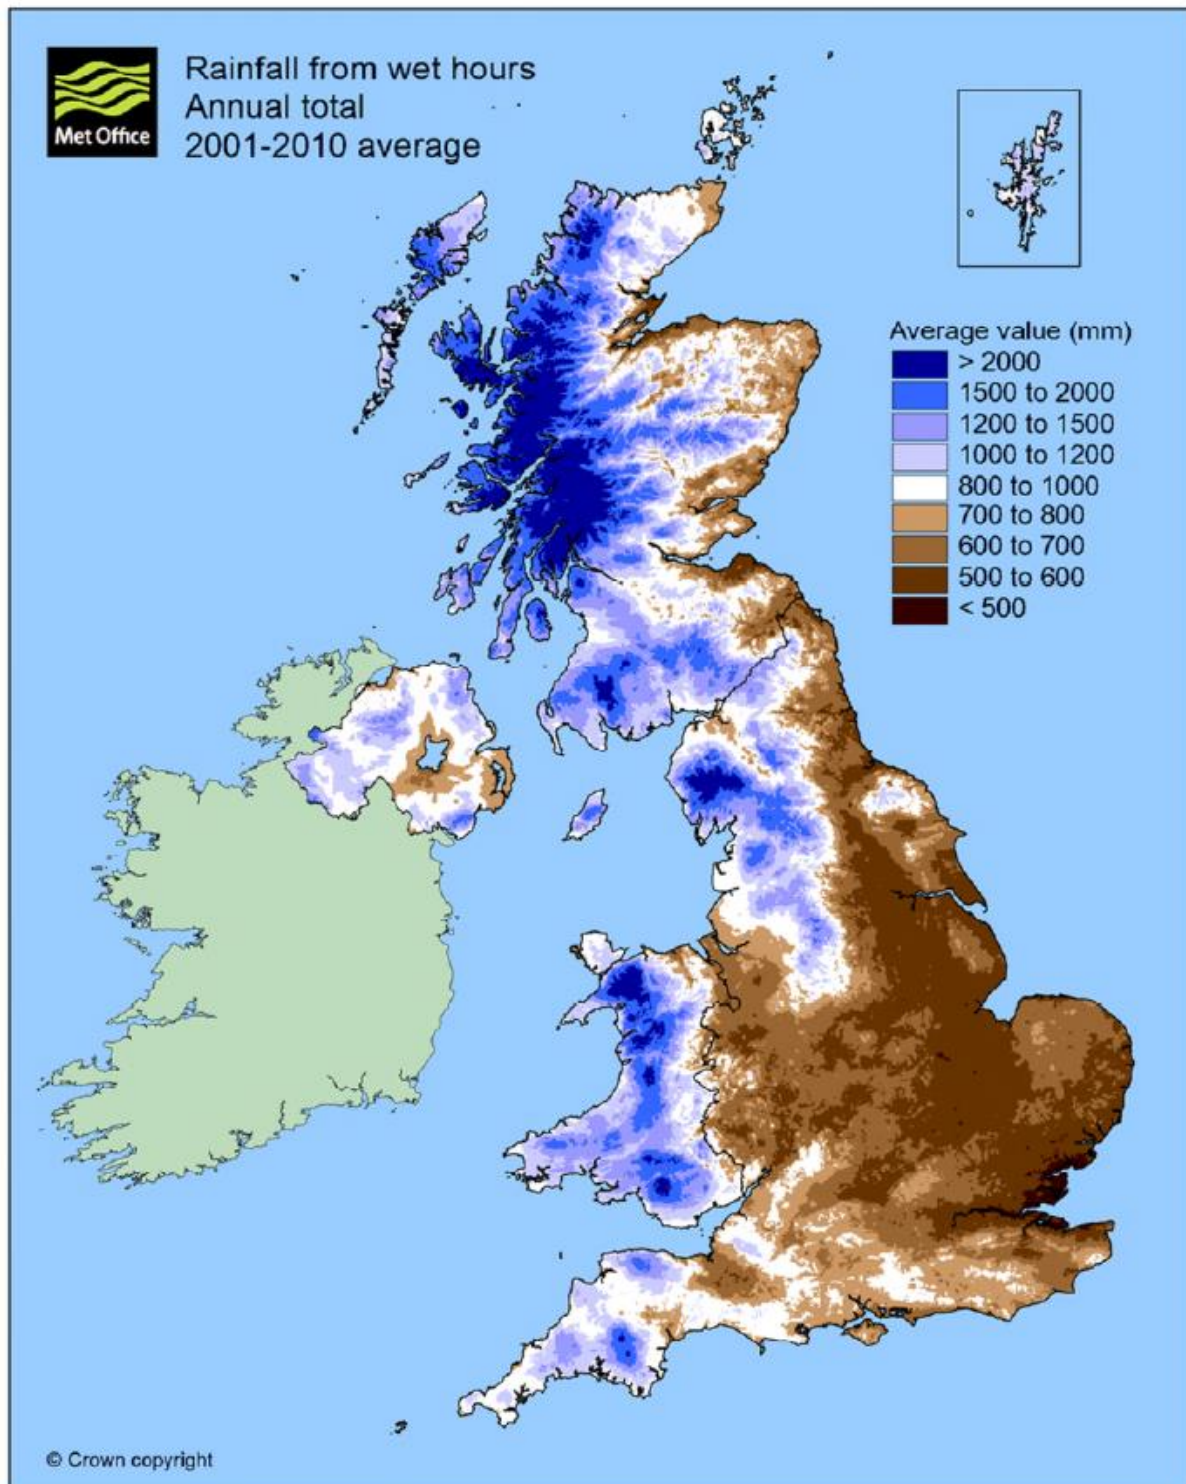 Met Office
Rainfall from wet hours
Annual total
2001-2010 average
Average value (mm)
> 2000
1500 to 2000
1200 to 1500
1000 to 1200
800 to 1000
700 to 800
600 to 700
500 to 600
< 500
© Crown copyright